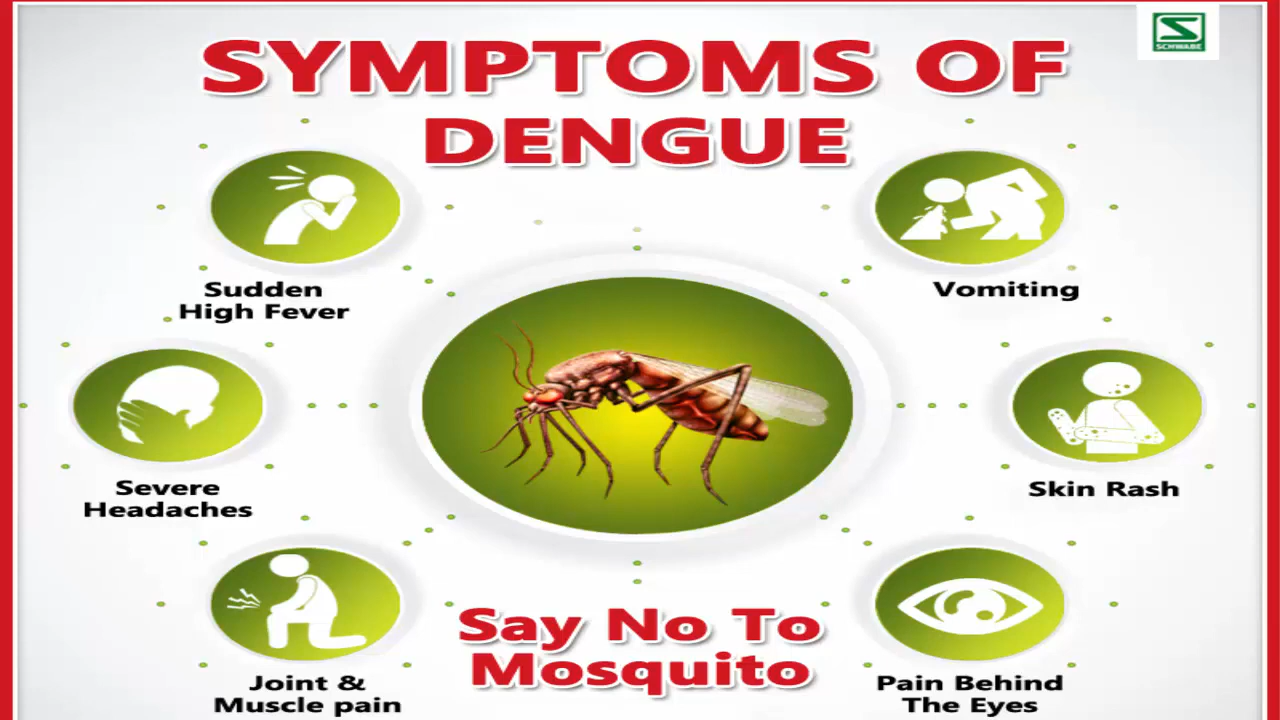 SYMPTOMS OF
DENGUE
SCHWABE
Sudden
High Fever
Vomiting
Severe
Headaches
Skin Rash
Joint &
Muscle pain
Say No To
Mosquito
Pain Behind
The Eyes